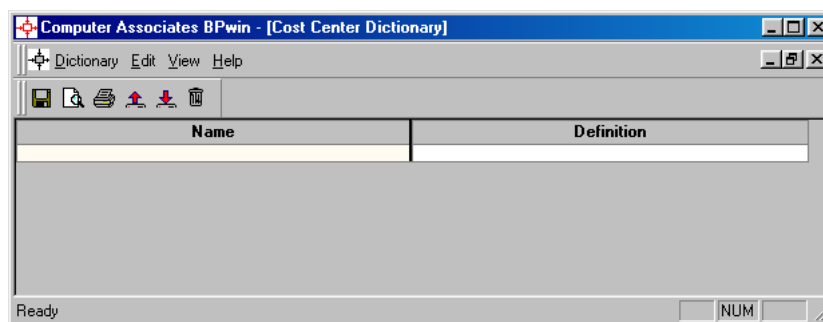 Computer Associates BPwin - [Cost Center Dictionary]
Dictionary Edit View Help
Name Definition
Ready NUM